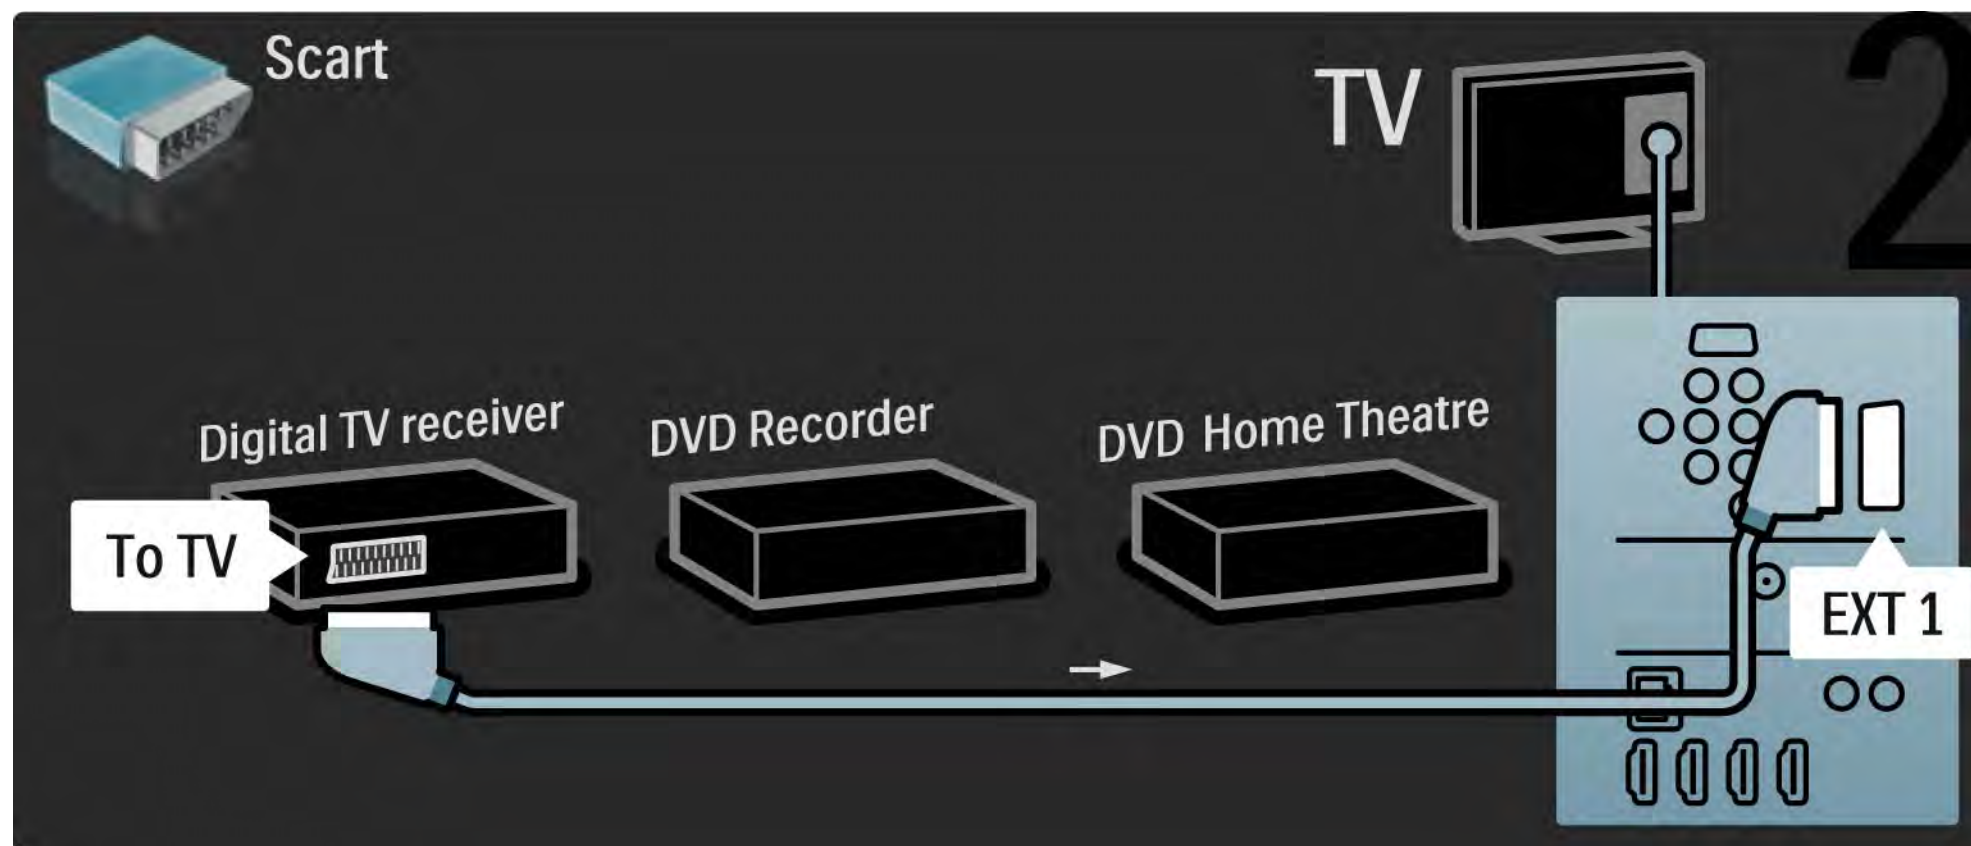 Scart
TV
2
Digital TV receiver
DVD Recorder
DVD Home Theatre
To TV
EXT 1